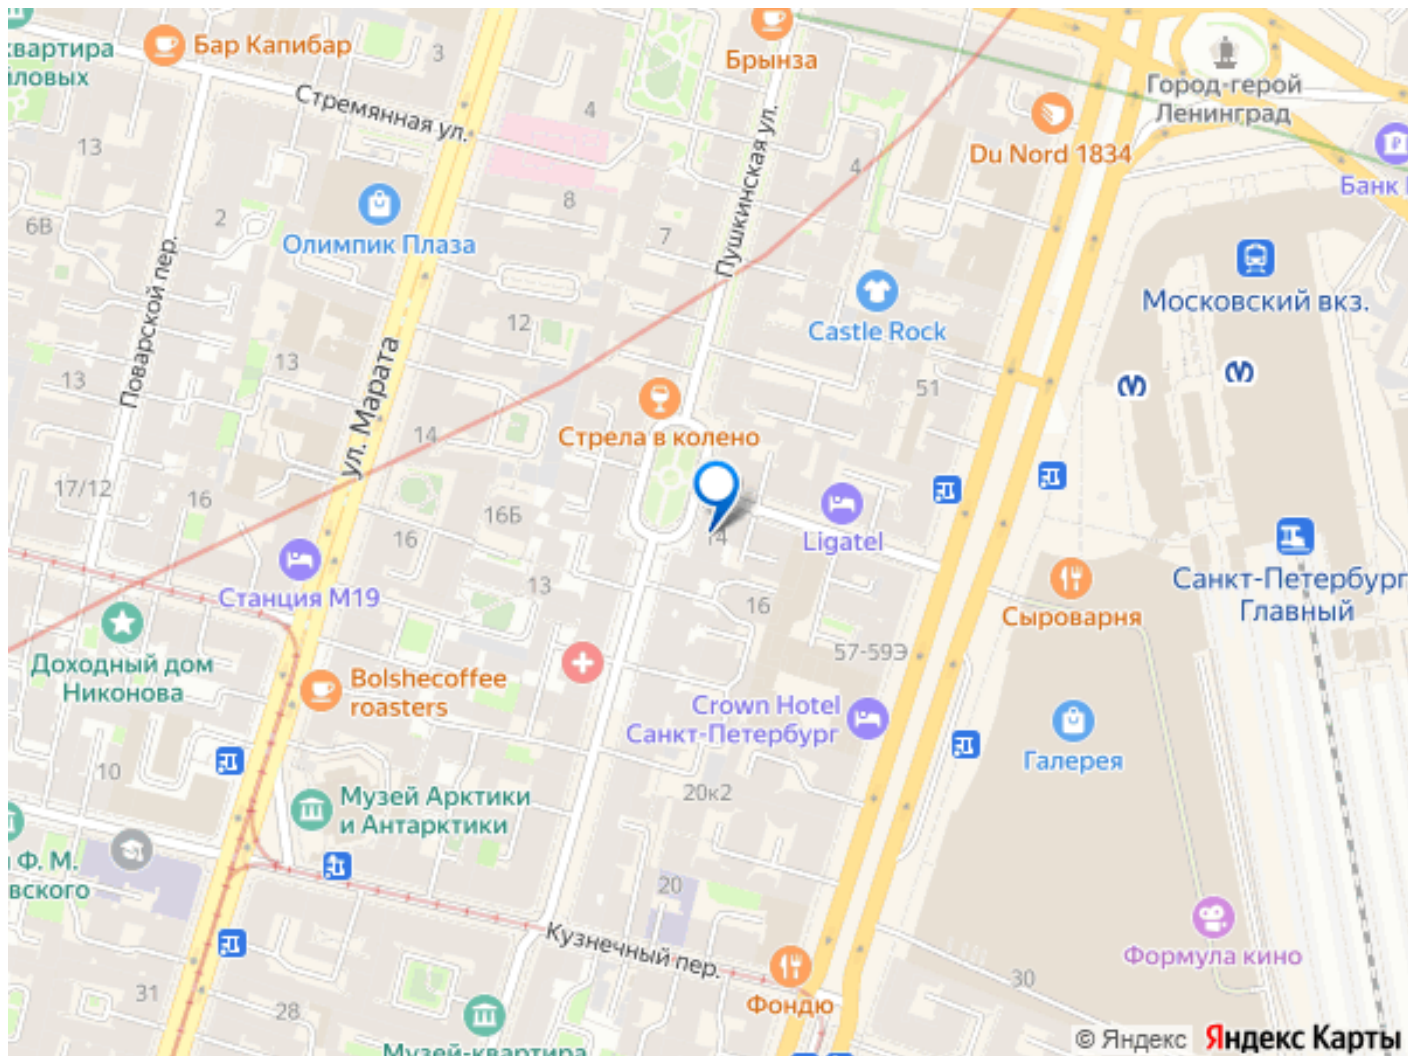 квартира
йловых
Бар Капибар
3
Брынза
Город-герой
Ленинград
Стремянная ул.
4
13
Пушкинская ул.
Du Nord 1834
4
Банк
2
8
6В
Олимпик Плаза
7
Поварской пер.
Московский вкз.
12
Castle Rock
13
13
ул. Марата
51
14
Стрела в колено
17/12
16
16Б
16
14
Ligatel
13
Станция М19
Сыроварня
Санкт-Петербург
Главный
16
Доходный дом
Никонова
57-59Э
Bolshecoffee
roasters
Crown Hotel
Санкт-Петербург
Галерея
10
20к2
Музей Арктики
и Антарктики
Ф. М.
вского
20
Кузнечный пер.
Формула кино
30
31
28
Фондю
Музей-квартира
© Яндекс Яндекс Карты